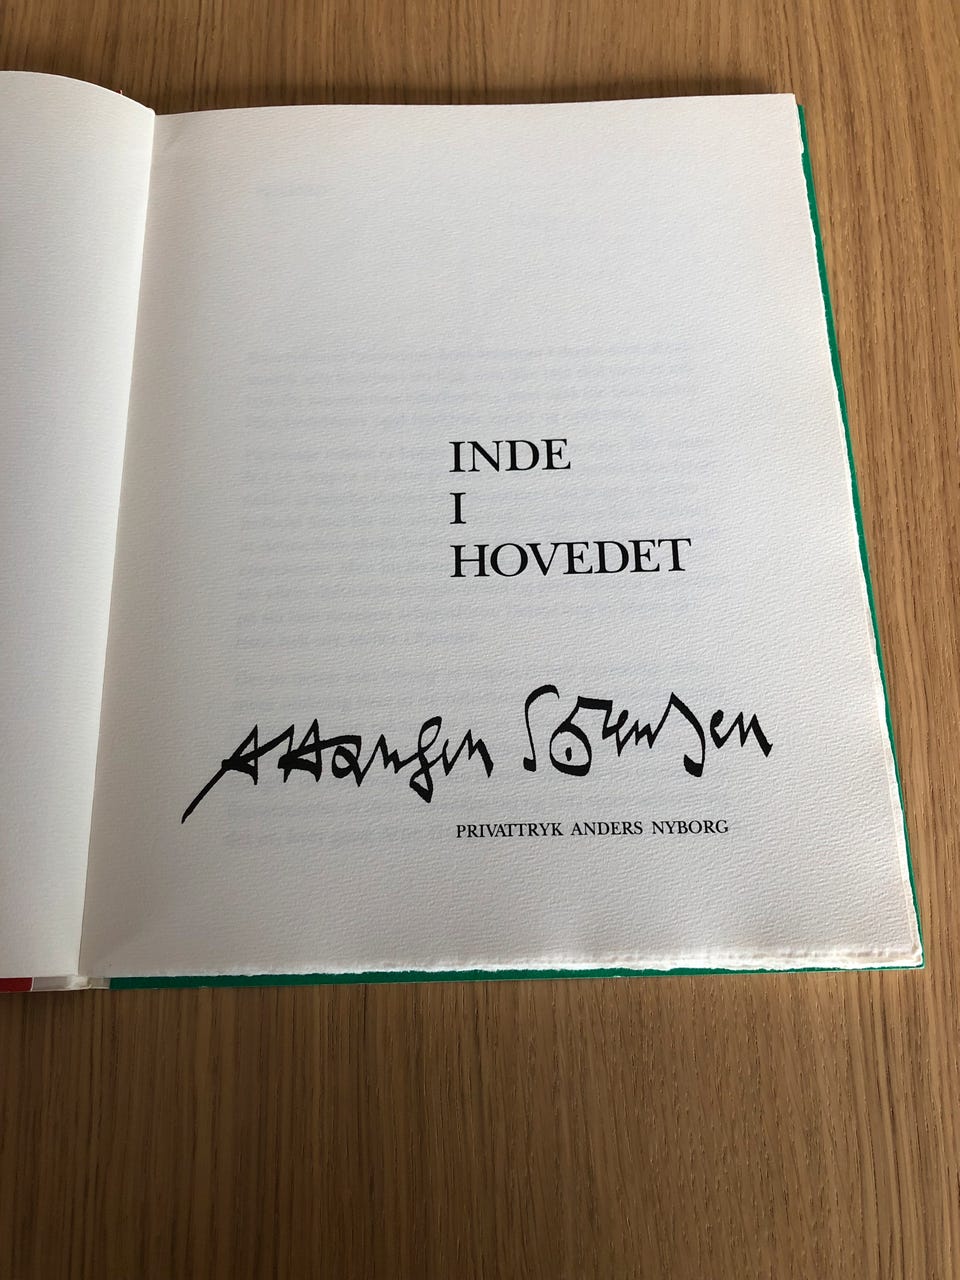 INDE
I
HOVEDET
A Haugen Sørensen
PRIVATTRYK ANDERS NYBORG